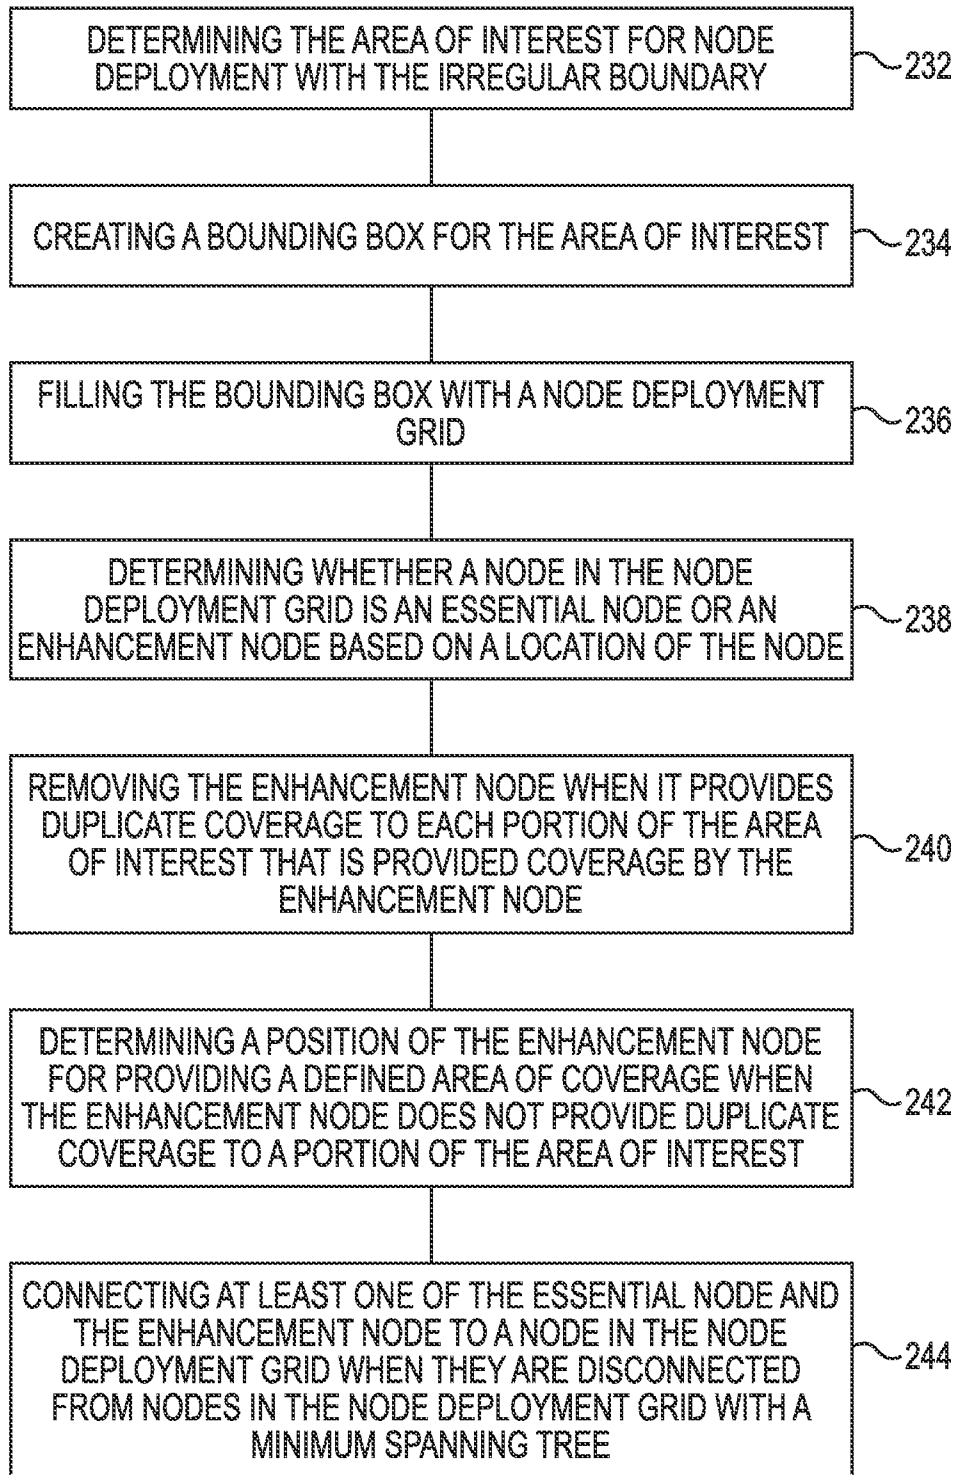 DETERMINING THE AREA OF INTEREST FOR NODE
DEPLOYMENT WITH THE IRREGULAR BOUNDARY
232
CREATING A BOUNDING BOX FOR THE AREA OF INTEREST
234
FILLING THE BOUNDING BOX WITH A NODE DEPLOYMENT
GRID
236
DETERMINING WHETHER A NODE IN THE NODE
DEPLOYMENT GRID IS AN ESSENTIAL NODE OR AN
ENHANCEMENT NODE BASED ON A LOCATION OF THE NODE
238
REMOVING THE ENHANCEMENT NODE WHEN IT PROVIDES
DUPLICATE COVERAGE TO EACH PORTION OF THE AREA
OF INTEREST THAT IS PROVIDED COVERAGE BY THE
ENHANCEMENT NODE
240
DETERMINING A POSITION OF THE ENHANCEMENT NODE
FOR PROVIDING A DEFINED AREA OF COVERAGE WHEN
THE ENHANCEMENT NODE DOES NOT PROVIDE DUPLICATE
COVERAGE TO A PORTION OF THE AREA OF INTEREST
242
CONNECTING AT LEAST ONE OF THE ESSENTIAL NODE AND
THE ENHANCEMENT NODE TO A NODE IN THE NODE
DEPLOYMENT GRID WHEN THEY ARE DISCONNECTED
FROM NODES IN THE NODE DEPLOYMENT GRID WITH A
MINIMUM SPANNING TREE
244